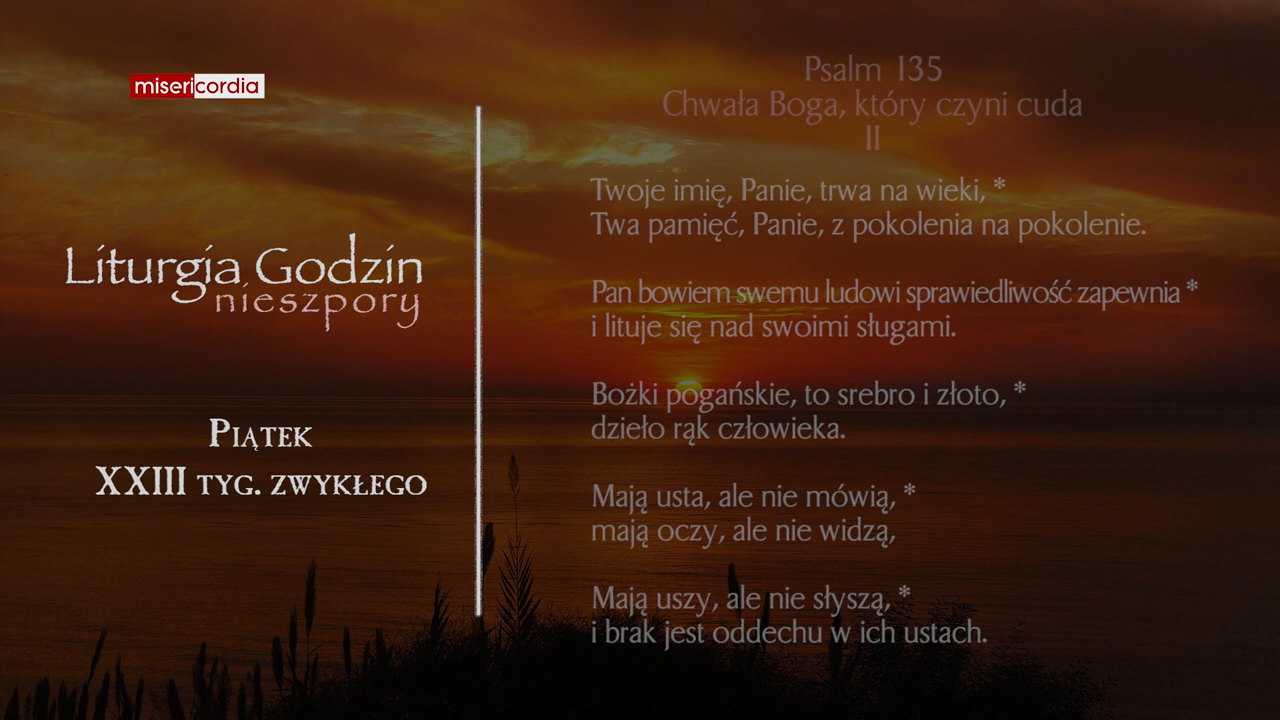 misericordia
Liturgia Godzin
nieszpory
Piątek
XXIII tyg. zwykłego
Psalm 135
Chwała Boga, który czyni cuda
II
Twoje imię, Panie, trwa na wieki, *
Twa pamięć, Panie, z pokolenia na pokolenie.
Pan bowiem swemu ludowi sprawiedliwość zapewnia *
i lituje się nad swoimi sługami.
Bożki pogańskie, to srebro i złoto, *
dzieło rąk człowieka.
Mają usta, ale nie mówią, *
mają oczy, ale nie widzą,
Mają uszy, ale nie słyszą, *
i brak jest oddechu w ich ustach.